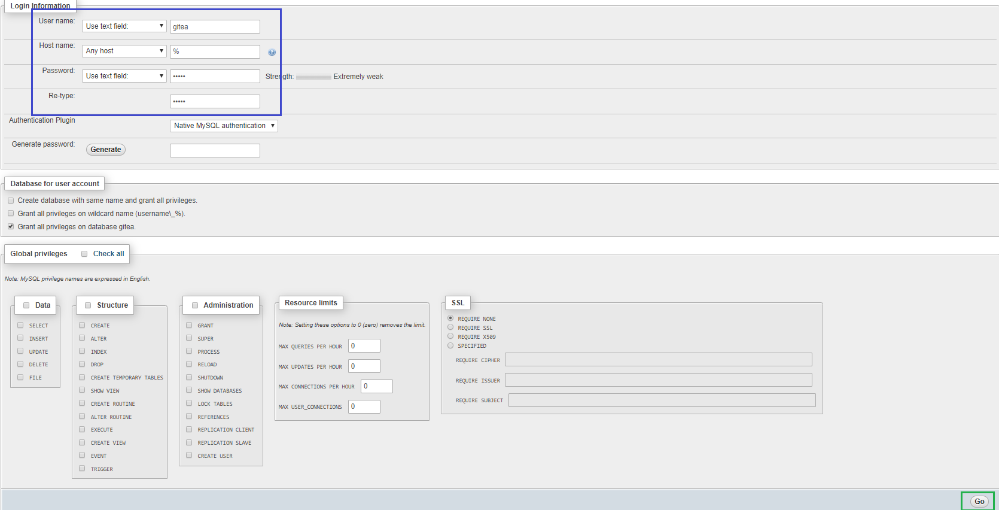 Login Information
User name: Use text field: gitea
Host name: Any host %
Password: Use text field: ••••• Strength: Extremely weak
Re-type: •••••
Authentication Plugin Native MySQL authentication
Generate password: Generate
Database for user account
Create database with same name and grant all privileges.
Grant all privileges on wildcard name (username\_%).
Grant all privileges on database gitea.
Global privileges Check all
Note: MySQL privilege names are expressed in English.
Data
SELECT
INSERT
UPDATE
DELETE
FILE
Structure
CREATE
ALTER
INDEX
DROP
CREATE TEMPORARY TABLES
SHOW VIEW
CREATE ROUTINE
ALTER ROUTINE
EXECUTE
CREATE VIEW
EVENT
TRIGGER
Administration
GRANT
SUPER
PROCESS
RELOAD
SHUTDOWN
SHOW DATABASES
LOCK TABLES
REFERENCES
REPLICATION CLIENT
REPLICATION SLAVE
CREATE USER
Resource limits
Note: Setting these options to 0 (zero) removes the limit.
MAX QUERIES PER HOUR 0
MAX UPDATES PER HOUR 0
MAX CONNECTIONS PER HOUR 0
MAX USER_CONNECTIONS 0
SSL
REQUIRE NONE
REQUIRE SSL
REQUIRE X509
SPECIFIED
REQUIRE CIPHER
REQUIRE ISSUER
REQUIRE SUBJECT
Go